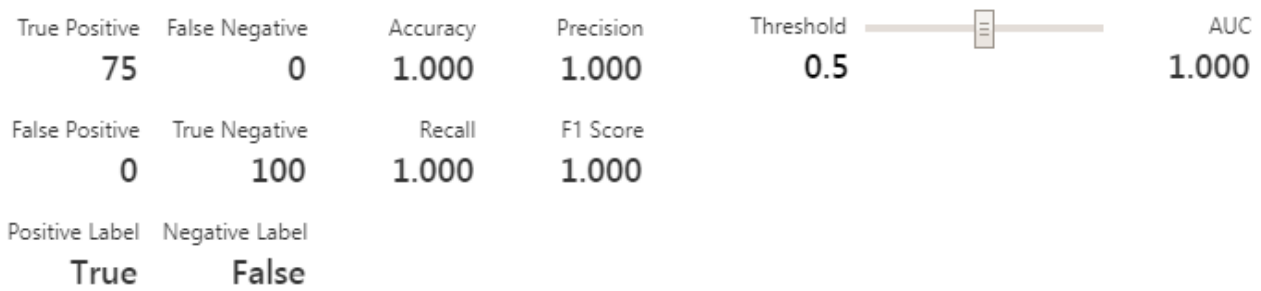 True Positive False Negative Accuracy Precision Threshold AUC
75 0 1.000 1.000 0.5 1.000
False Positive True Negative Recall F1 Score
0 100 1.000 1.000
Positive Label Negative Label
True False